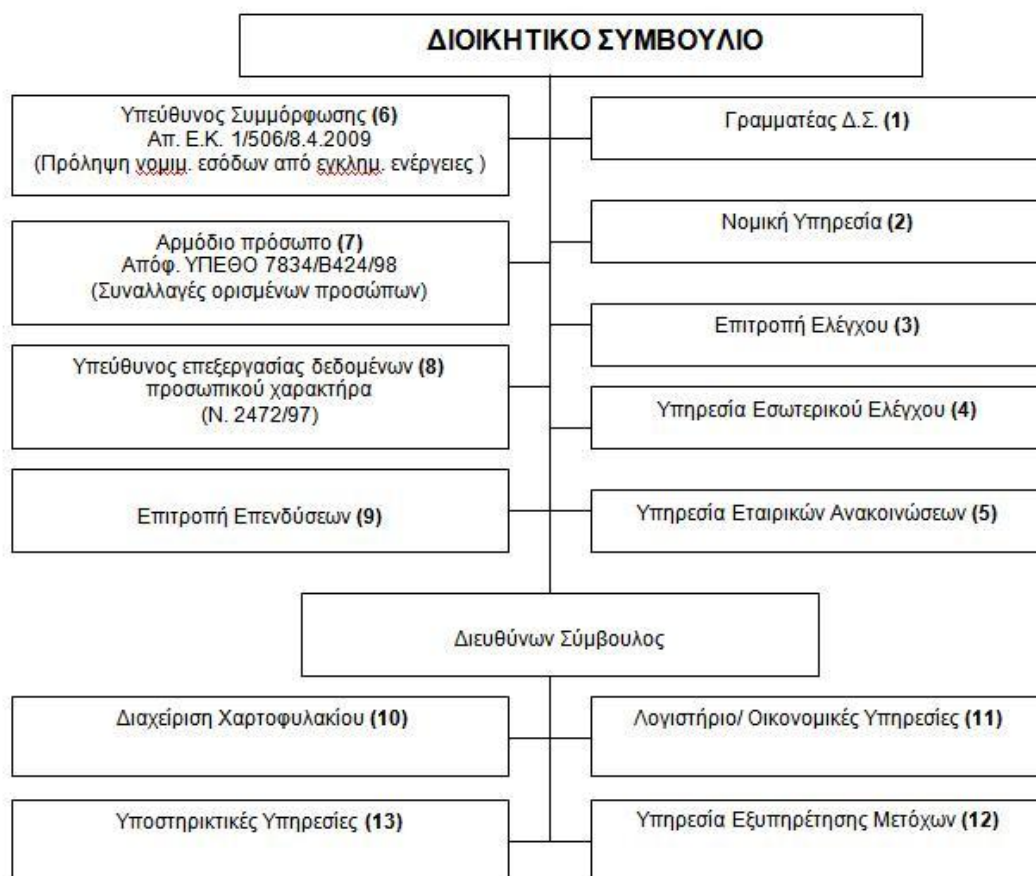 ΔΙΟΙΚΗΤΙΚΟ ΣΥΜΒΟΥΛΙΟ
Υπεύθυνος Συμμόρφωσης (6)
Απ. Ε.Κ. 1/506/8.4.2009
(Πρόληψη νομιμ. εσόδων από εγκλημ. ενέργειες )
Γραμματέας Δ.Σ. (1)
Αρμόδιο πρόσωπο (7)
Απόφ. ΥΠΕΘΟ 7834/Β424/98
(Συναλλαγές ορισμένων προσώπων)
Νομική Υπηρεσία (2)
Επιτροπή Ελέγχου (3)
Υπεύθυνος επεξεργασίας δεδομένων (8)
προσωπικού χαρακτήρα
(Ν. 2472/97)
Υπηρεσία Εσωτερικού Ελέγχου (4)
Επιτροπή Επενδύσεων (9)
Υπηρεσία Εταιρικών Ανακοινώσεων (5)
Διευθύνων Σύμβουλος
Διαχείριση Χαρτοφυλακίου (10)
Λογιστήριο/ Οικονομικές Υπηρεσίες (11)
Υποστηρικτικές Υπηρεσίες (13)
Υπηρεσία Εξυπηρέτησης Μετόχων (12)